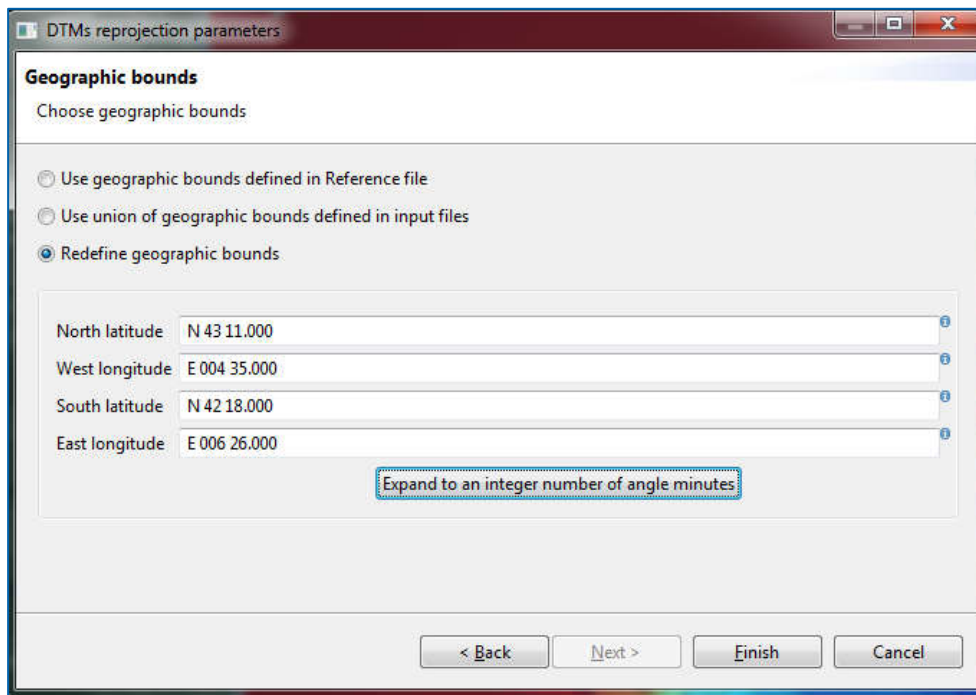 DTMs reprojection parameters
Geographic bounds
Choose geographic bounds
Use geographic bounds defined in Reference file
Use union of geographic bounds defined in input files
Redefine geographic bounds
North latitude N 43 11.000
West longitude E 004 35.000
South latitude N 42 18.000
East longitude E 006 26.000
Expand to an integer number of angle minutes
< Back Next > Finish Cancel